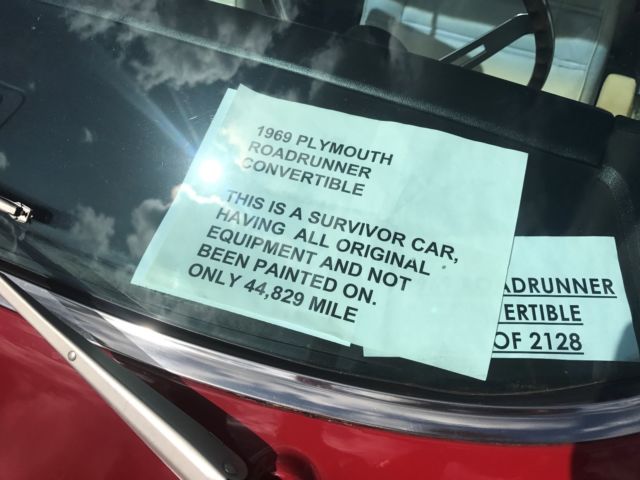 1969 PLYMOUTH
ROADRUNNER
CONVERTIBLE
THIS IS A SURVIVOR CAR,
HAVING ALL ORIGINAL
EQUIPMENT AND NOT
BEEN PAINTED ON.
ONLY 44,829 MILE
ADRUNNER
VERTIBLE
OF 2128